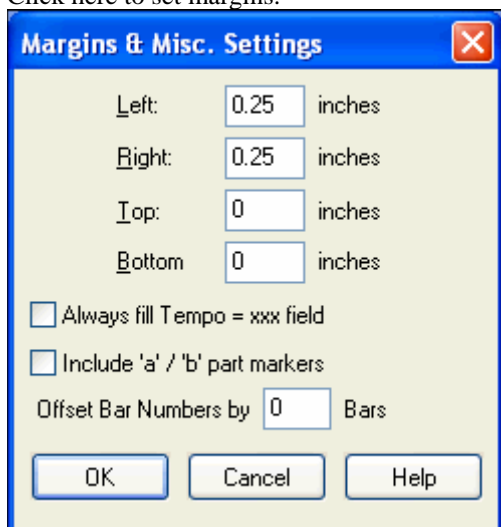 Click here to set margins.
Margins & Misc. Settings
Left: 0.25 inches
Right: 0.25 inches
Top: 0 inches
Bottom 0 inches
Always fill Tempo = xxx field
Include 'a' / 'b' part markers
Offset Bar Numbers by 0 Bars
OK Cancel Help